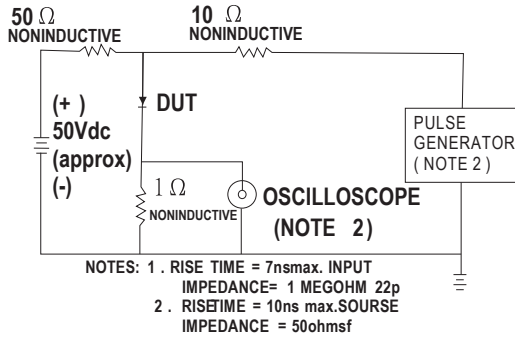 50 Ω
NONINDUCTIVE
10 Ω
NONINDUCTIVE
(+ )
50Vdc
(approx)
(-)
DUT
PULSE
GENERATOR
( NOTE 2 )
1 Ω
NONINDUCTIVE
OSCILLOSCOPE
(NOTE 2)
NOTES: 1 . RISE TIME = 7nsmax. INPUT
IMPEDANCE= 1 MEGOHM 22p
2 . RISETIME = 10ns max.SOURSE
IMPEDANCE = 50ohmsf